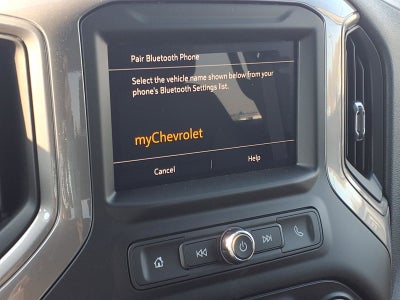 Pair Bluetooth Phone
Select the vehicle name shown below from your
phone's Bluetooth Settings list.
myChevrolet
Cancel
Help